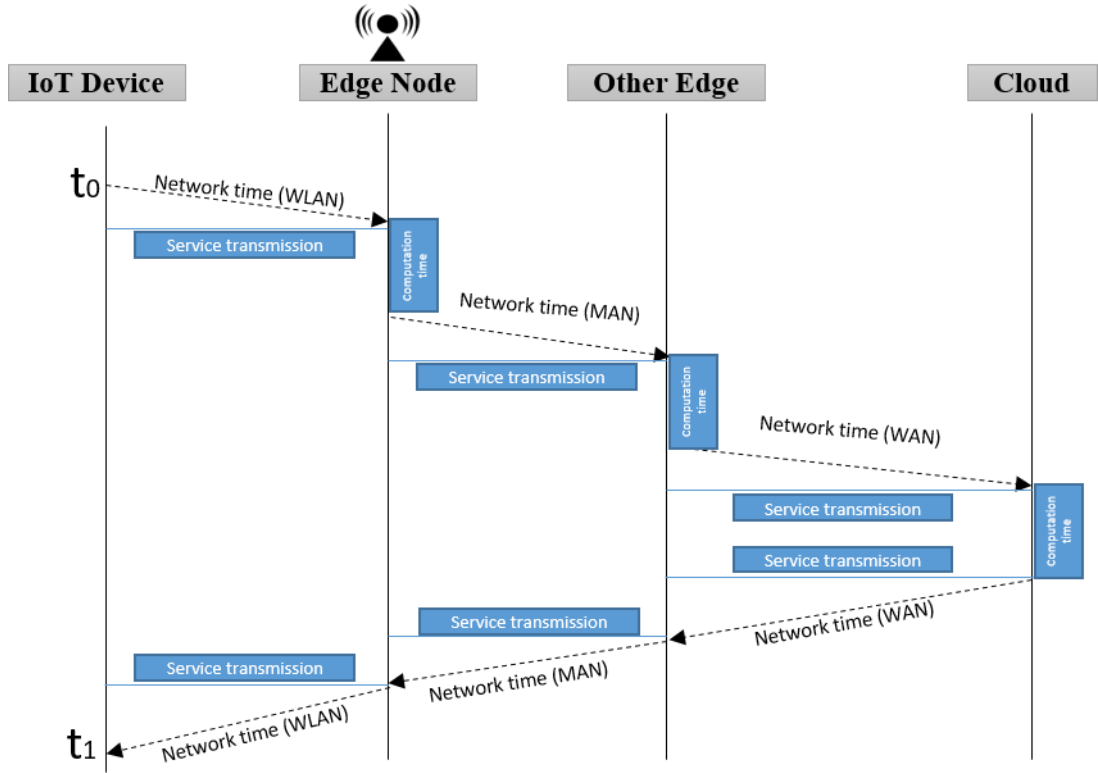 IoT Device
Edge Node
Other Edge
Cloud
t0
Network time (WLAN)
Service transmission
Computation
time
Network time (MAN)
Service transmission
Computation
time
Network time (WAN)
Service transmission
Computation
time
Service transmission
Network time (WAN)
Service transmission
Network time (MAN)
Service transmission
Network time (WLAN)
t1